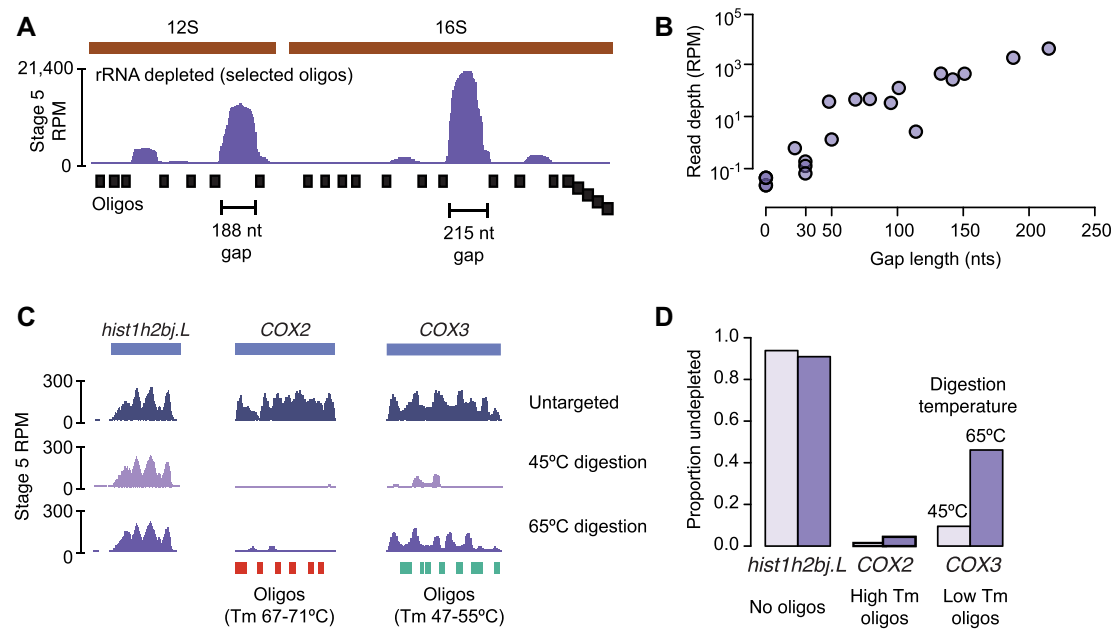 A
12S
16S
21,400
rRNA depleted (selected oligos)
Stage 5
RPM
0
Oligos
188 nt
gap
215 nt
gap
B
Read depth (RPM)
10^5
10^3
10^1
10^-1
0
30
50
100
150
200
250
Gap length (nts)
C
hist1h2bj.L
COX2
COX3
Stage 5 RPM
300
0
Untargeted
300
0
45ºC digestion
300
0
65ºC digestion
Oligos
(Tm 67-71ºC)
Oligos
(Tm 47-55ºC)
D
Proportion undepleted
1.0
0.8
0.6
0.4
0.2
0.0
Digestion
temperature
65ºC
45ºC
hist1h2bj.L
COX2
COX3
No oligos
High Tm
oligos
Low Tm
oligos